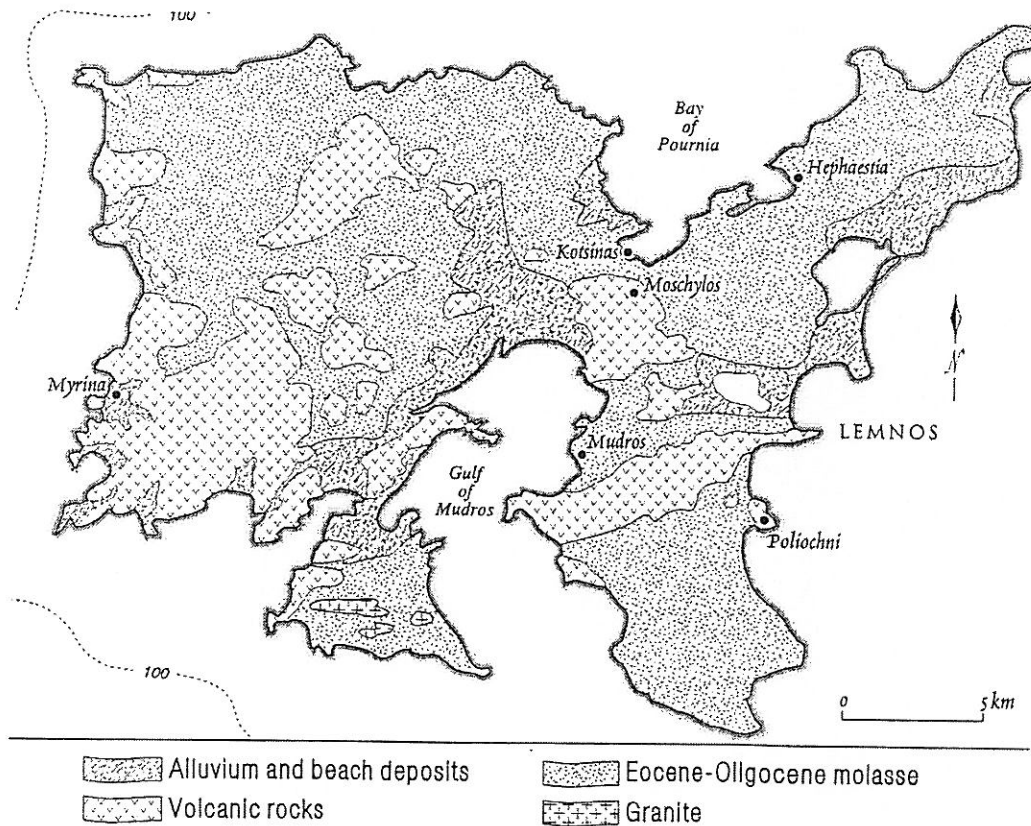 100
Bay
of
Pournia
Hephaestia
Kotsinas
Moschylos
N
Myrina
LEMNOS
Mudros
Gulf
of
Mudros
Poliochni
100
0 5 km
Alluvium and beach deposits
Eocene-Oligocene molasse
Volcanic rocks
Granite